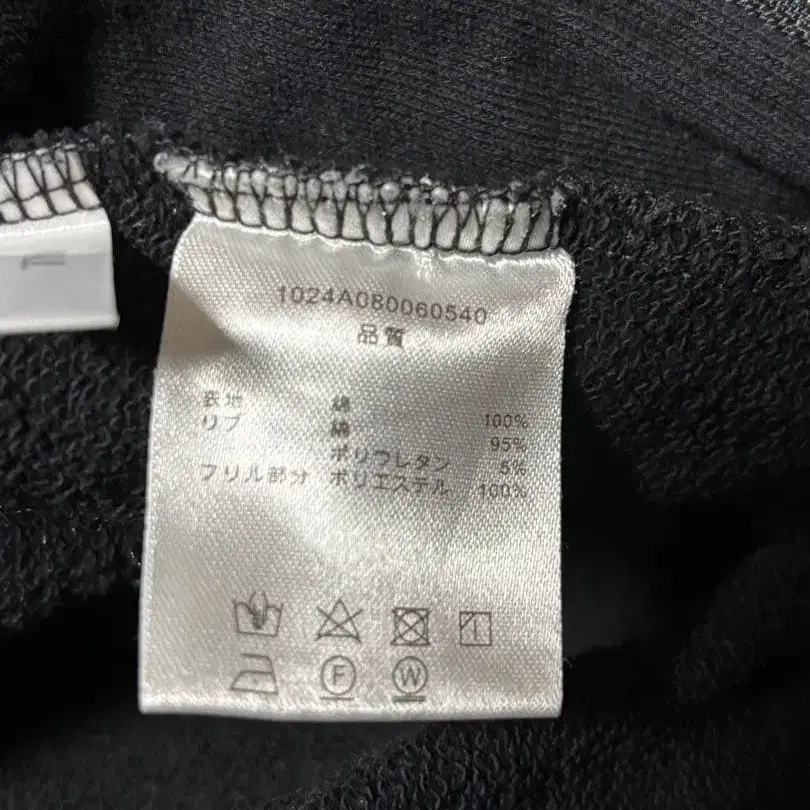 1024A080060540
品質
表地 綿 100%
リブ 綿 95%
ポリウレタン 5%
フリル部分 ポリエステル 100%
F W